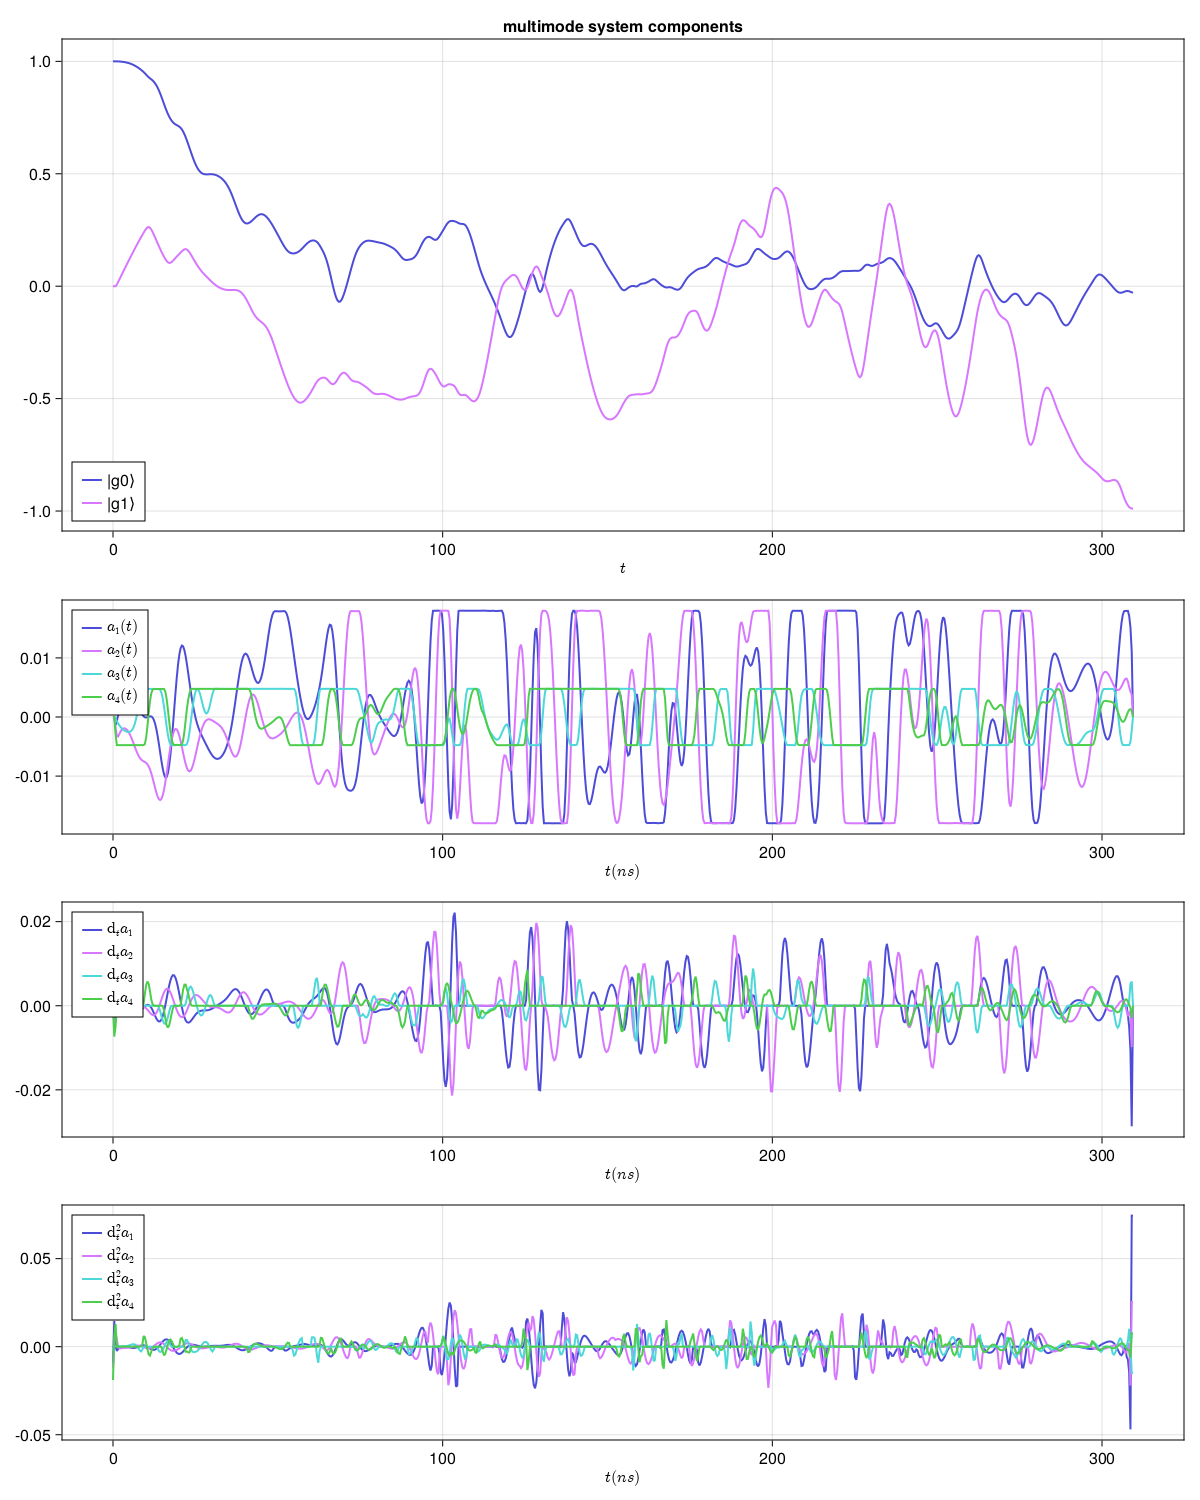 multimode system components
1.0
0.5
0.0
-0.5
-1.0
|g0⟩
|g1⟩
0 100 200 300
t
0.01
0.00
-0.01
a₁(t)
a₂(t)
a₃(t)
a₄(t)
0 100 200 300
t(ns)
0.02
0.00
-0.02
dₜa₁
dₜa₂
dₜa₃
dₜa₄
0 100 200 300
t(ns)
0.05
0.00
-0.05
d²ₜa₁
d²ₜa₂
d²ₜa₃
d²ₜa₄
0 100 200 300
t(ns)